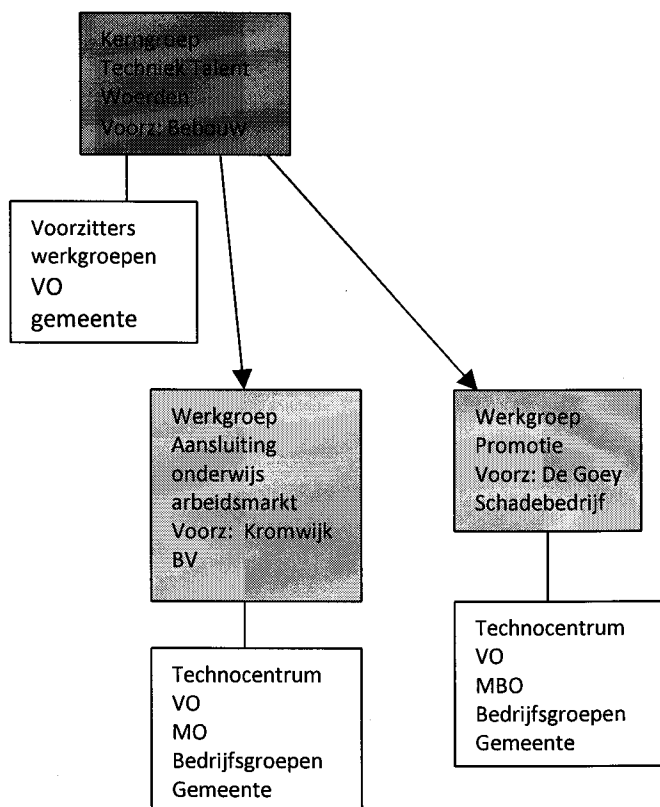 Kerngroep
Techniek Talent
Woerden
Voorz: Bebouw
Voorzitters
werkgroepen
VO
gemeente
Werkgroep
Aansluiting
onderwijs
arbeidsmarkt
Voorz: Kromwijk
BV
Werkgroep
Promotie
Voorz: De Goey
Schadebedrijf
Technocentrum
VO
MO
Bedrijfsgroepen
Gemeente
Technocentrum
VO
MBO
Bedrijfsgroepen
Gemeente